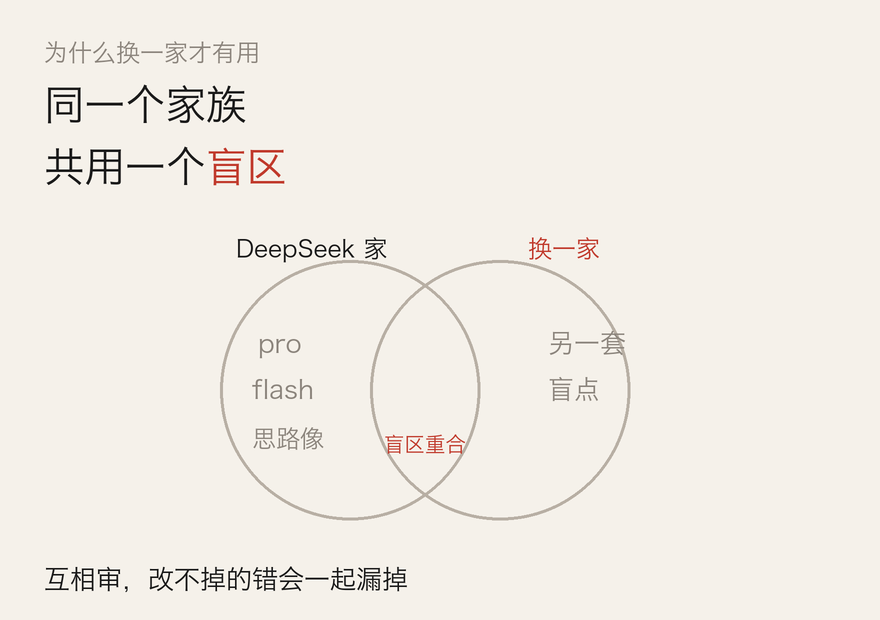 为什么换一家才有用
同一个家族
共用一个盲区
DeepSeek 家
换一家
pro
另一套
flash
盲点
思路像
盲区重合
互相审，改不掉的错会一起漏掉